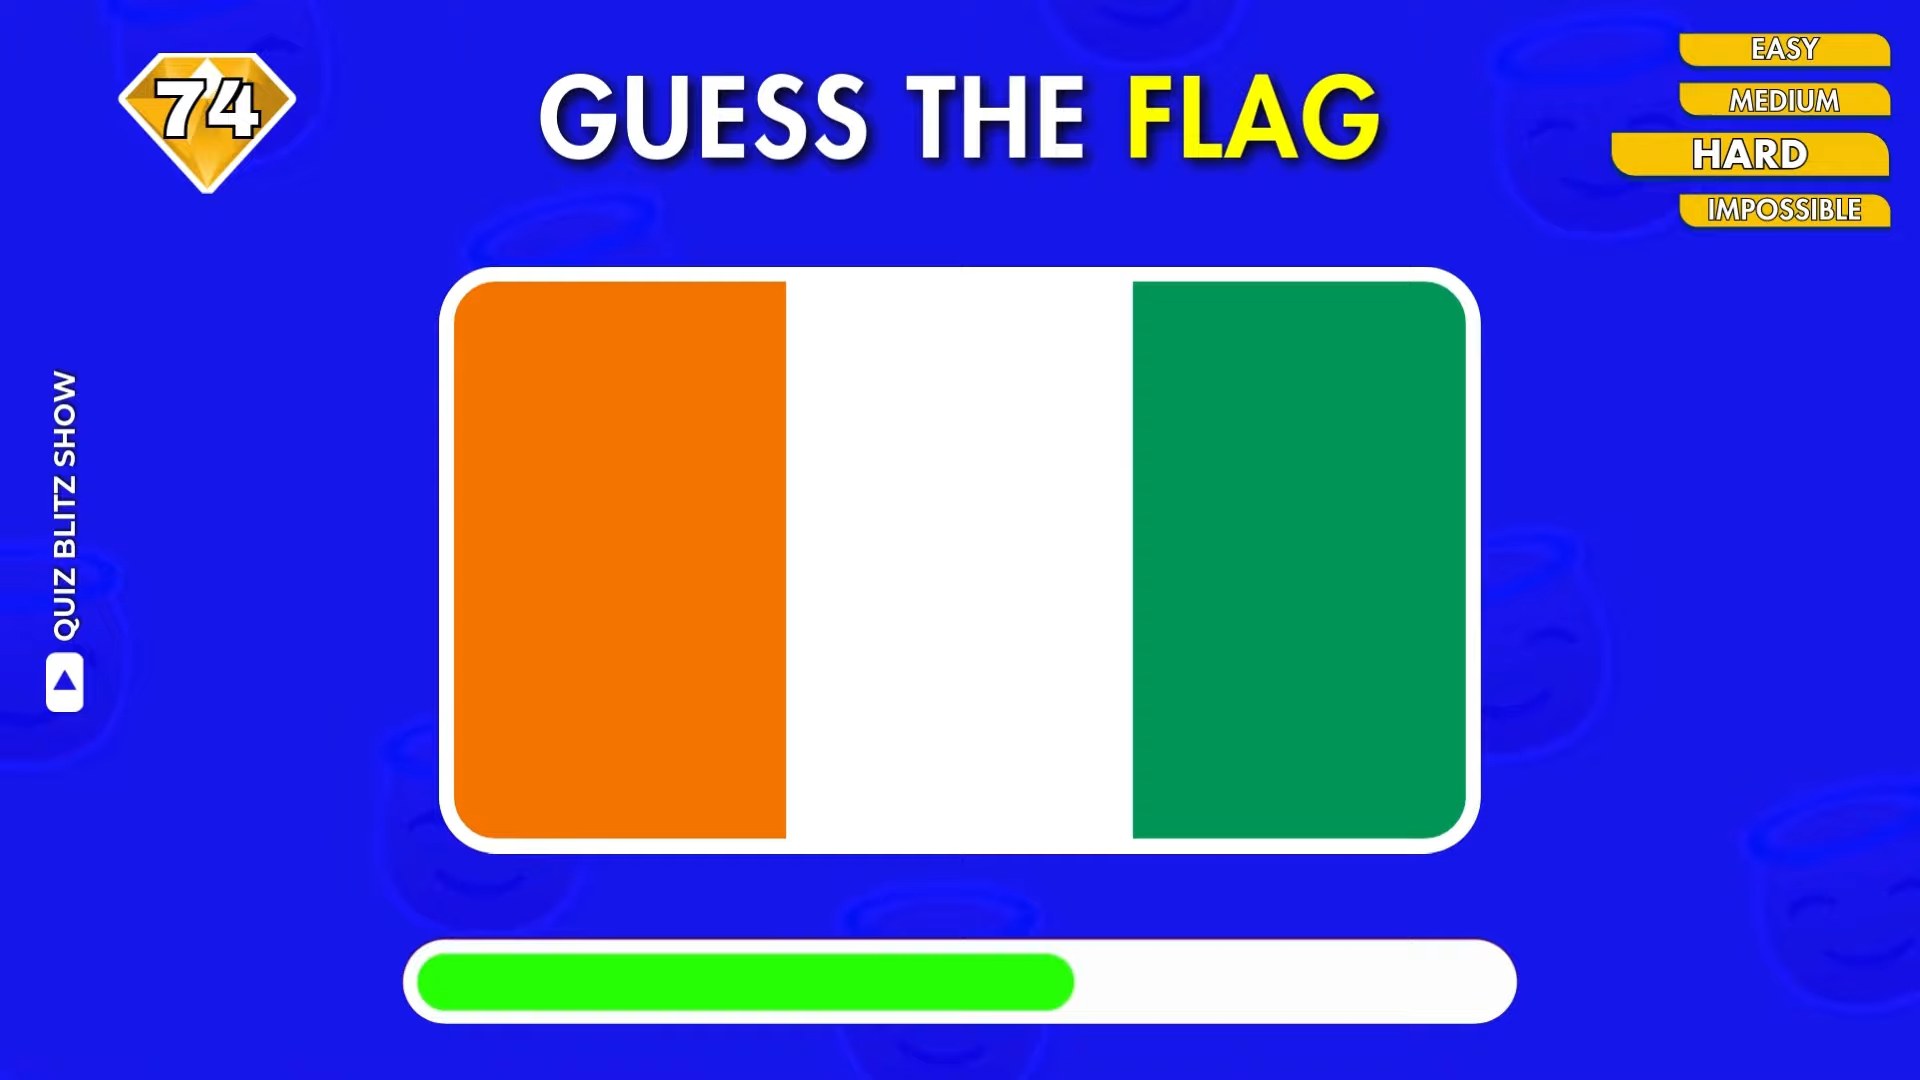 74
GUESS THE FLAG
EASY
MEDIUM
HARD
IMPOSSIBLE
QUIZ BLITZ SHOW